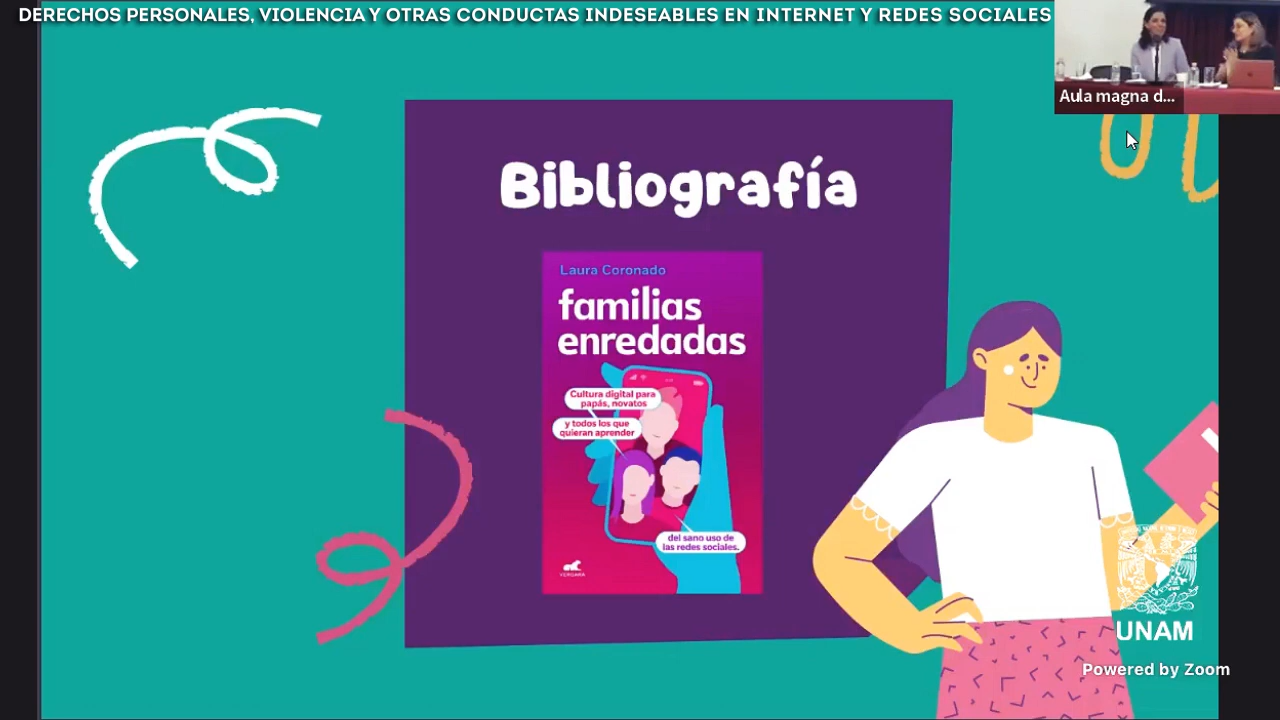 DERECHOS PERSONALES, VIOLENCIA Y OTRAS CONDUCTAS INDESEABLES EN INTERNET Y REDES SOCIALES
Aula magna d...
Bibliografía
Laura Coronado
familias
enredadas
Cultura digital para
papás, novatos
y todos los que
quieran aprender
del sano uso de
las redes sociales.
VERGARA
UNAM
Powered by Zoom